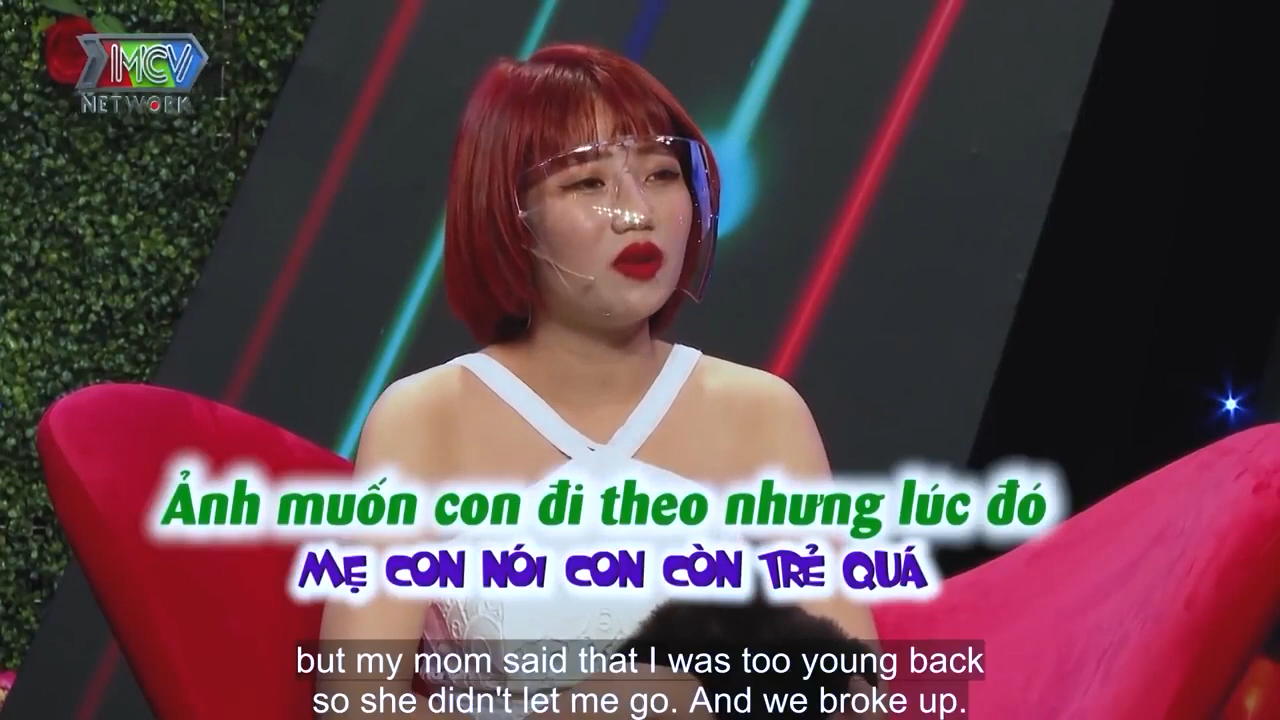 MCV
NETWORK
Ảnh muốn con đi theo nhưng lúc đó
MẸ CON NÓI CON CÒN TRẺ QUÁ
but my mom said that I was too young back
so she didn't let me go. And we broke up.